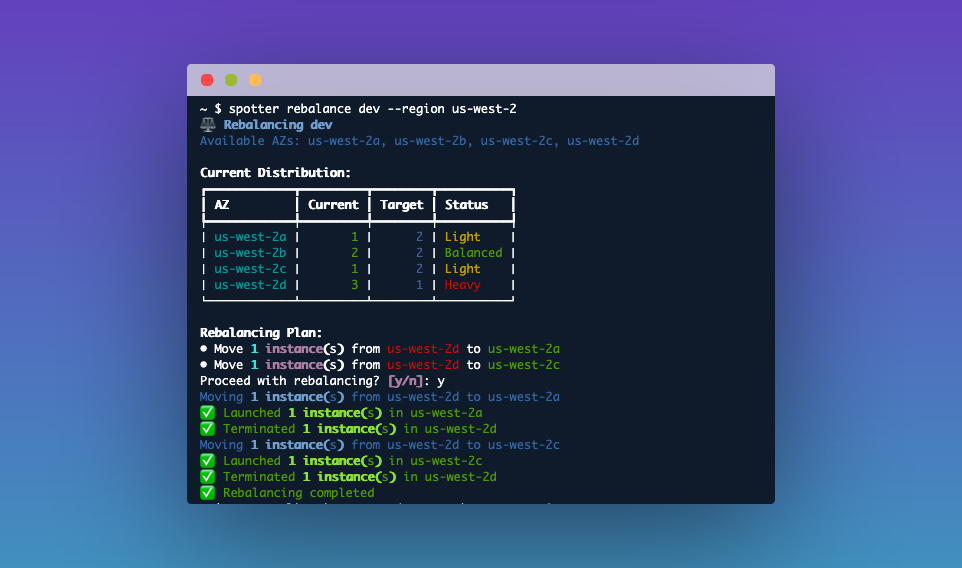 ~ $ spotter rebalance dev --region us-west-2
⚖️ Rebalancing dev
Available AZs: us-west-2a, us-west-2b, us-west-2c, us-west-2d
Current Distribution:
AZ | Current | Target | Status
us-west-2a | 1 | 2 | Light
us-west-2b | 2 | 2 | Balanced
us-west-2c | 1 | 2 | Light
us-west-2d | 3 | 1 | Heavy
Rebalancing Plan:
● Move 1 instance(s) from us-west-2d to us-west-2a
● Move 1 instance(s) from us-west-2d to us-west-2c
Proceed with rebalancing? [y/n]: y
Moving 1 instance(s) from us-west-2d to us-west-2a
✅ Launched 1 instance(s) in us-west-2a
✅ Terminated 1 instance(s) in us-west-2d
Moving 1 instance(s) from us-west-2d to us-west-2c
✅ Launched 1 instance(s) in us-west-2c
✅ Terminated 1 instance(s) in us-west-2d
✅ Rebalancing completed